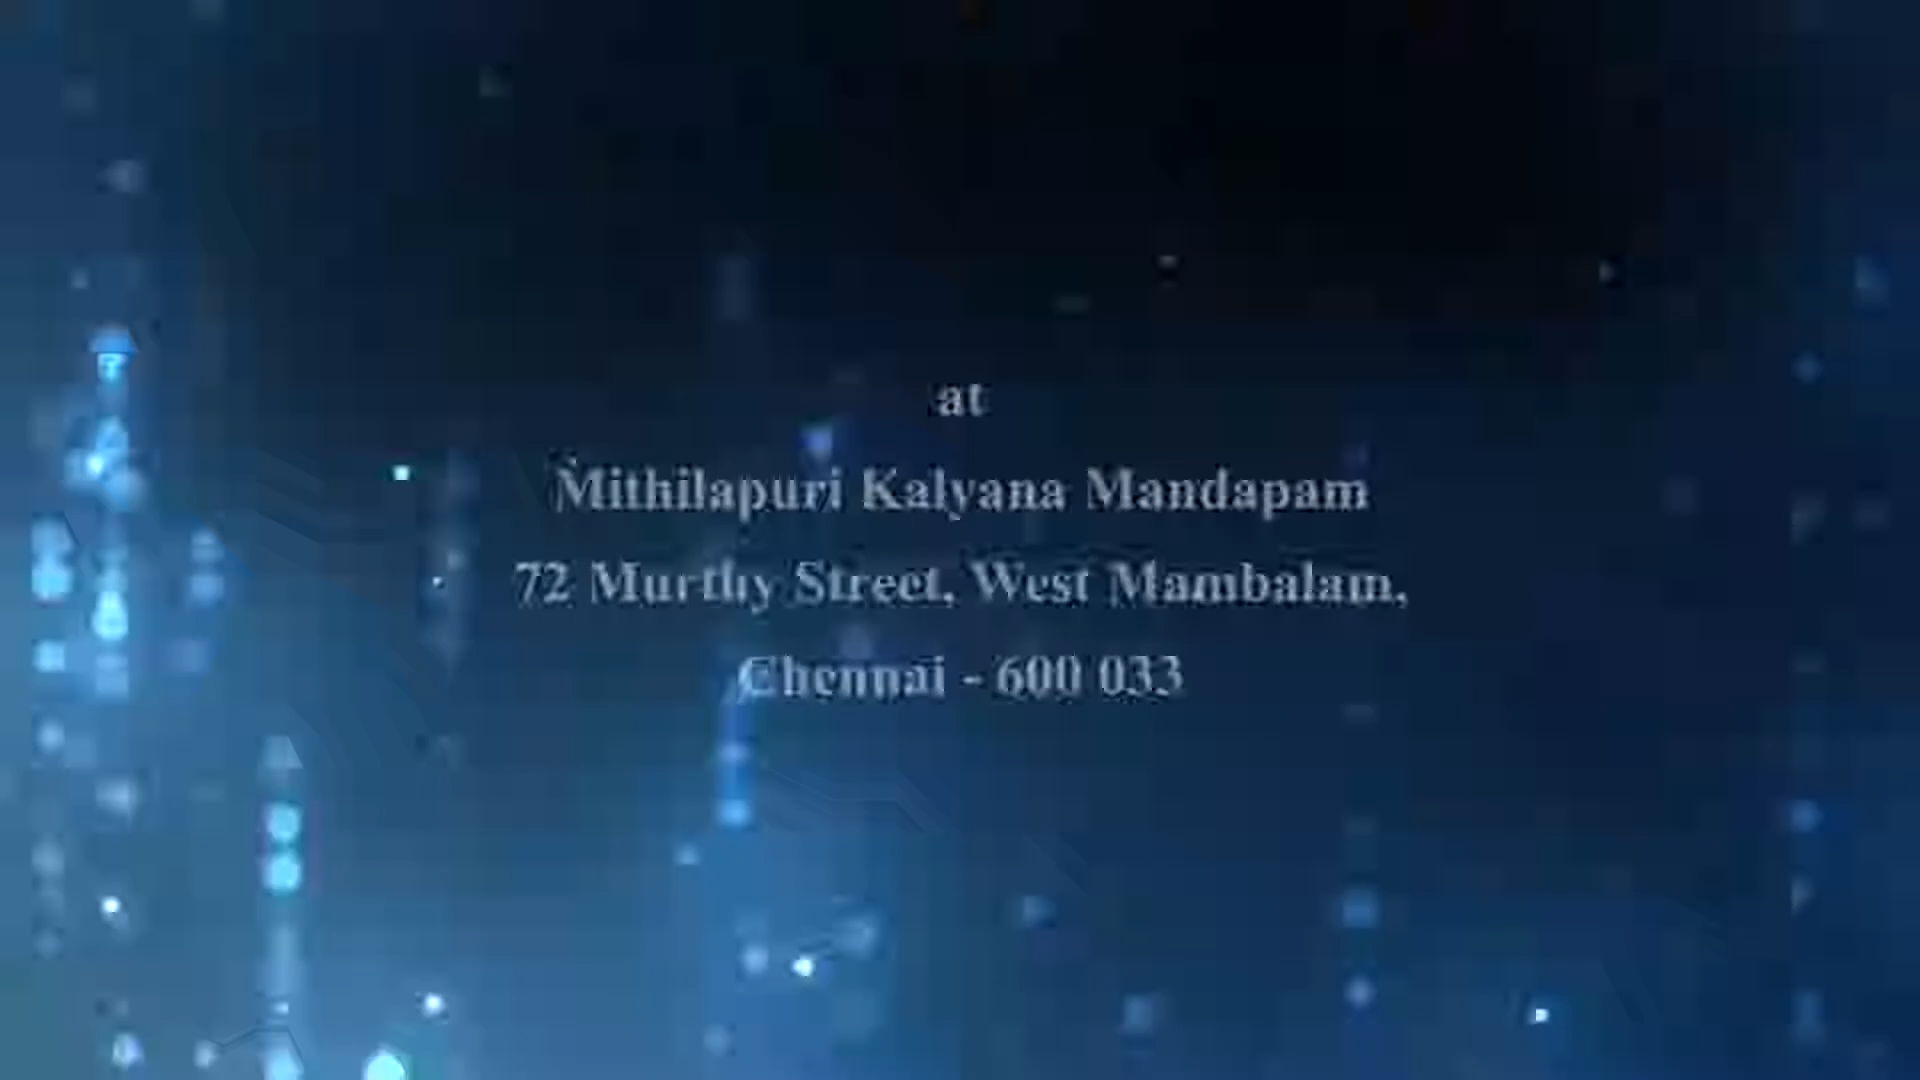 at
Mithilapuri Kalyana Mandapam
72 Murthy Street, West Mambalam,
Chennai - 600 033